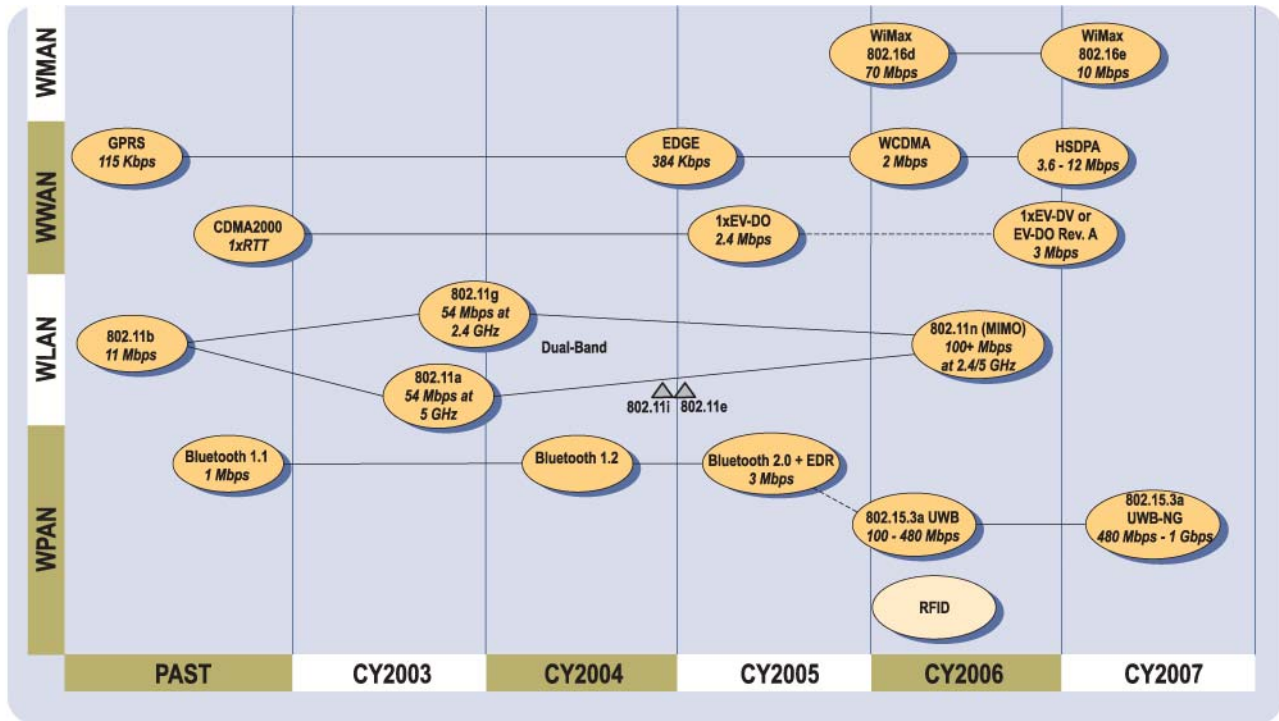 WMAN
WiMax
802.16d
70 Mbps
WiMax
802.16e
10 Mbps
WWAN
GPRS
115 Kbps
EDGE
384 Kbps
WCDMA
2 Mbps
HSDPA
3.6 - 12 Mbps
CDMA2000
1xRTT
1xEV-DO
2.4 Mbps
1xEV-DV or
EV-DO Rev. A
3 Mbps
WLAN
802.11b
11 Mbps
802.11g
54 Mbps at
2.4 GHz
Dual-Band
802.11n (MIMO)
100+ Mbps
at 2.4/5 GHz
802.11a
54 Mbps at
5 GHz
802.11i
802.11e
WPAN
Bluetooth 1.1
1 Mbps
Bluetooth 1.2
Bluetooth 2.0 + EDR
3 Mbps
802.15.3a UWB
100 - 480 Mbps
802.15.3a
UWB-NG
480 Mbps - 1 Gbps
RFID
PAST
CY2003
CY2004
CY2005
CY2006
CY2007